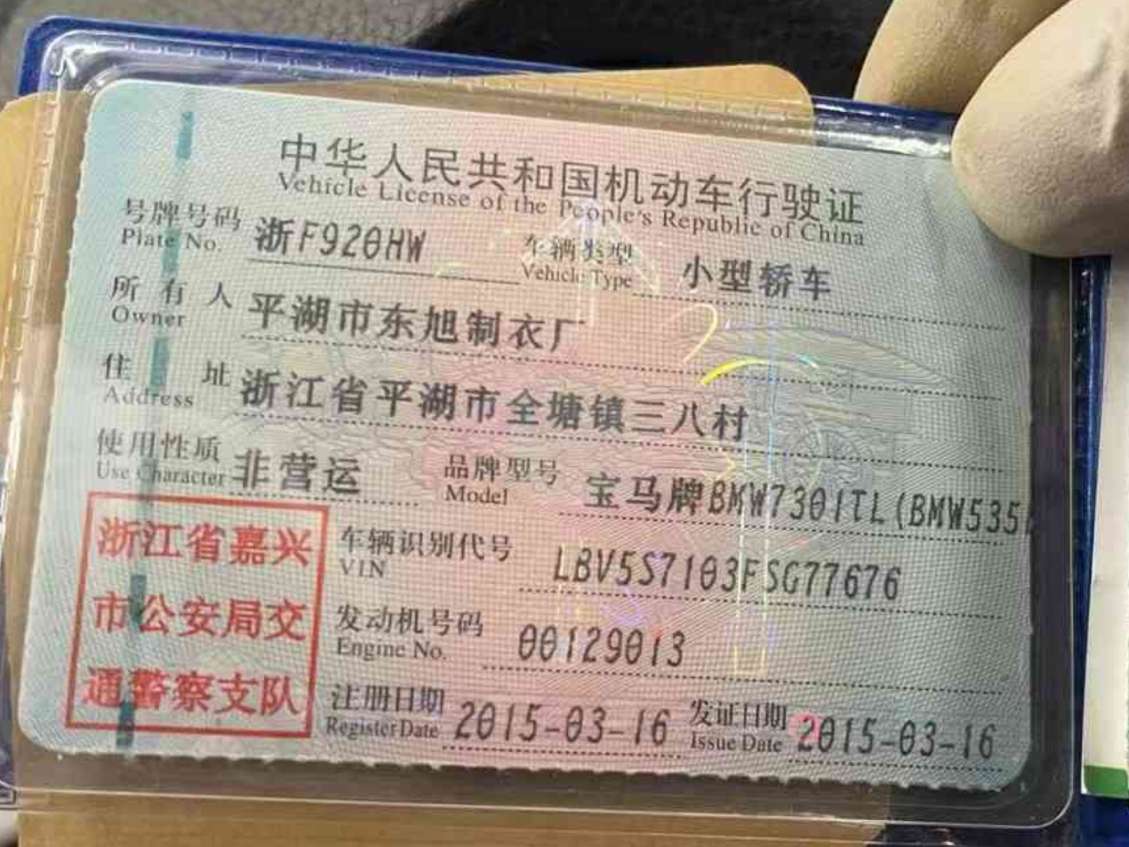 中华人民共和国机动车行驶证
Vehicle License of the People's Republic of China
号牌号码 浙F920HW 车辆类型 小型轿车
Plate No. Vehicle Type
所有人 平湖市东旭制衣厂
Owner
住址 浙江省平湖市全塘镇三八村
Address
使用性质 非营运 品牌型号 宝马牌BMW7301TL(BMW535
Use Character Model
浙江省嘉兴
市公安局交
通警察支队
车辆识别代号 LBV5S7103FSG77676
VIN
发动机号码 00129013
Engine No.
注册日期 2015-03-16 发证日期 2015-03-16
Register Date Issue Date